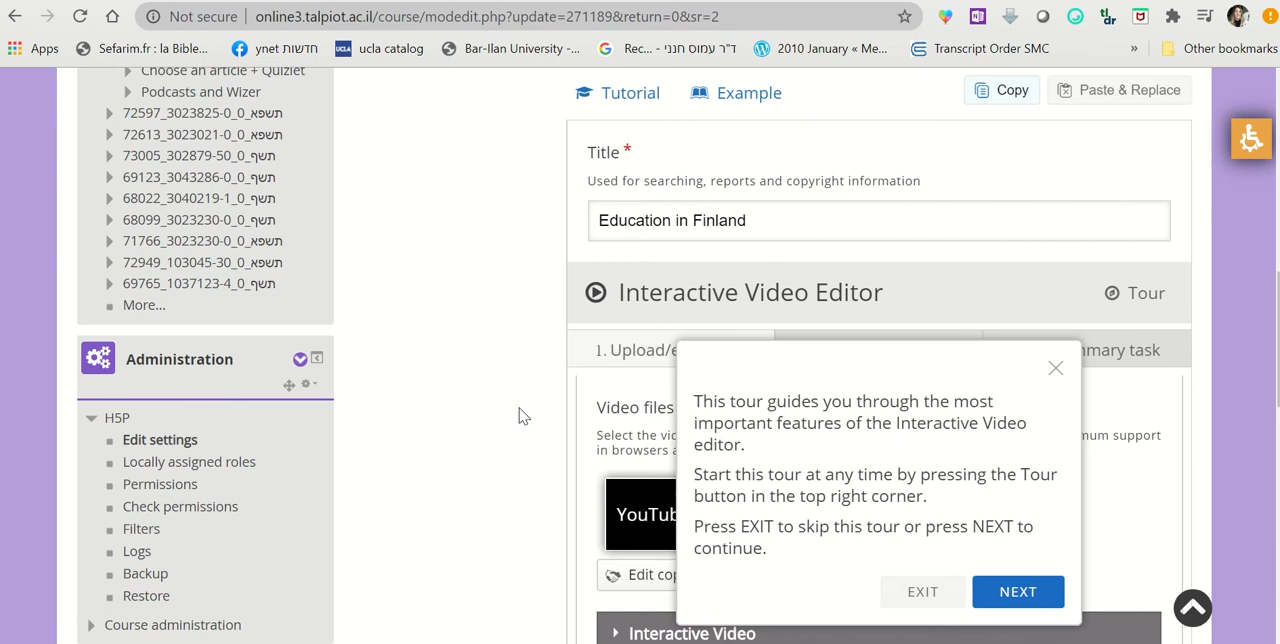 Not secure | online3.talpiot.ac.il/course/modedit.php?update=271189&return=0&sr=2
Apps
Sefarim.fr : la Bible...
ynet חדשות
ucla catalog
Bar-Ilan University -...
Rec... - ד"ר עמוס חנני
2010 January « Me...
Transcript Order SMC
»
Other bookmarks
Choose an article + Quizlet
Podcasts and Wizer
72597_3023825-0_0_תשפא
72613_3023021-0_0_תשפא
73005_302879-50_0_תשף
69123_3043286-0_0_תשף
68022_3040219-1_0_תשף
68099_3023230-0_0_תשף
71766_3023230-0_0_תשפא
72949_103045-30_0_תשפא
69765_1037123-4_0_תשף
More...
Administration
H5P
Edit settings
Locally assigned roles
Permissions
Check permissions
Filters
Logs
Backup
Restore
Course administration
Tutorial
Example
Copy
Paste & Replace
Title *
Used for searching, reports and copyright information
Education in Finland
Interactive Video Editor
Tour
1. Upload/e
mmary task
Video files
Select the vid
mum support
in browsers a
YouTub
Edit cop
Interactive Video
This tour guides you through the most
important features of the Interactive Video
editor.
Start this tour at any time by pressing the Tour
button in the top right corner.
Press EXIT to skip this tour or press NEXT to
continue.
EXIT
NEXT